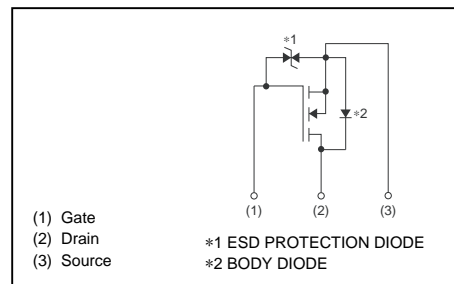 ∗1
∗2
(1) (2) (3)
(1) Gate
(2) Drain
(3) Source
∗1 ESD PROTECTION DIODE
∗2 BODY DIODE